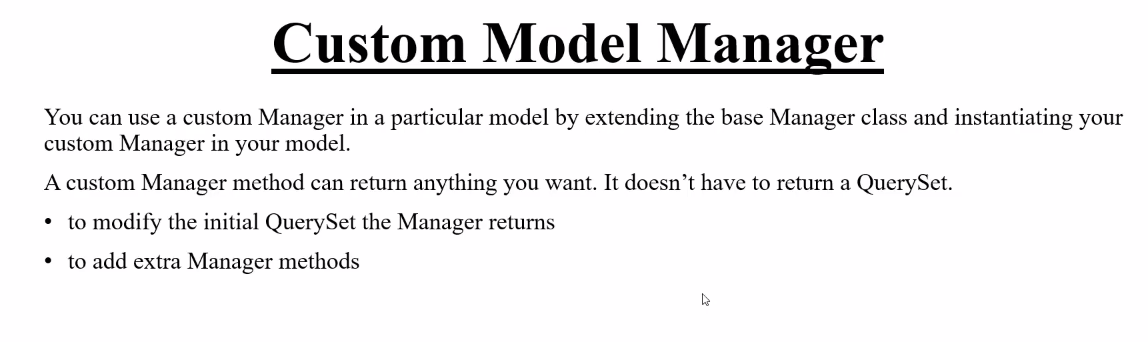 Custom Model Manager
You can use a custom Manager in a particular model by extending the base Manager class and instantiating your
custom Manager in your model.
A custom Manager method can return anything you want. It doesn’t have to return a QuerySet.
• to modify the initial QuerySet the Manager returns
• to add extra Manager methods